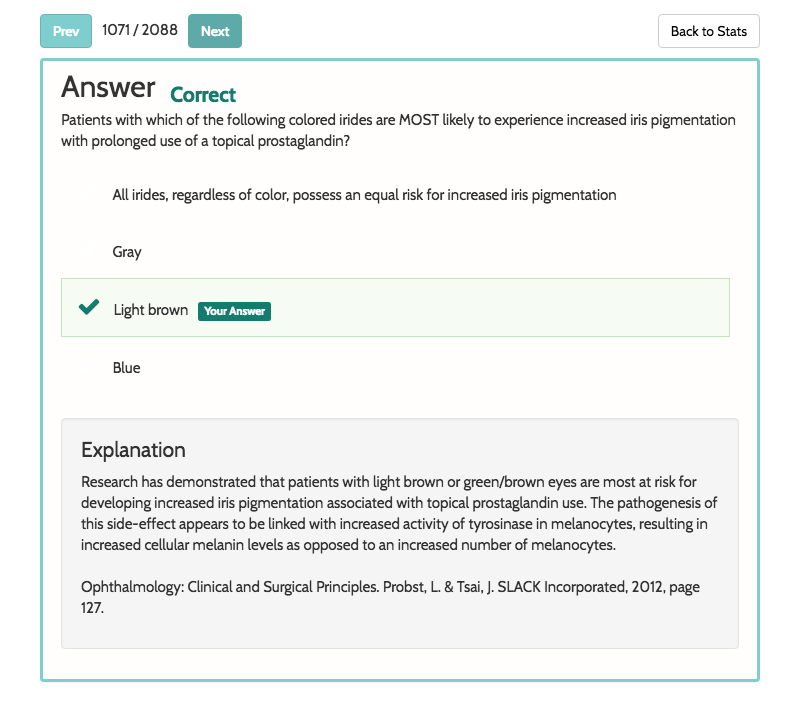 Prev 1071 / 2088 Next Back to Stats
Answer Correct
Patients with which of the following colored irides are MOST likely to experience increased iris pigmentation
with prolonged use of a topical prostaglandin?
All irides, regardless of color, possess an equal risk for increased iris pigmentation
Gray
Light brown Your Answer
Blue
Explanation
Research has demonstrated that patients with light brown or green/brown eyes are most at risk for
developing increased iris pigmentation associated with topical prostaglandin use. The pathogenesis of
this side-effect appears to be linked with increased activity of tyrosinase in melanocytes, resulting in
increased cellular melanin levels as opposed to an increased number of melanocytes.
Ophthalmology: Clinical and Surgical Principles. Probst, L. & Tsai, J. SLACK Incorporated, 2012, page
127.